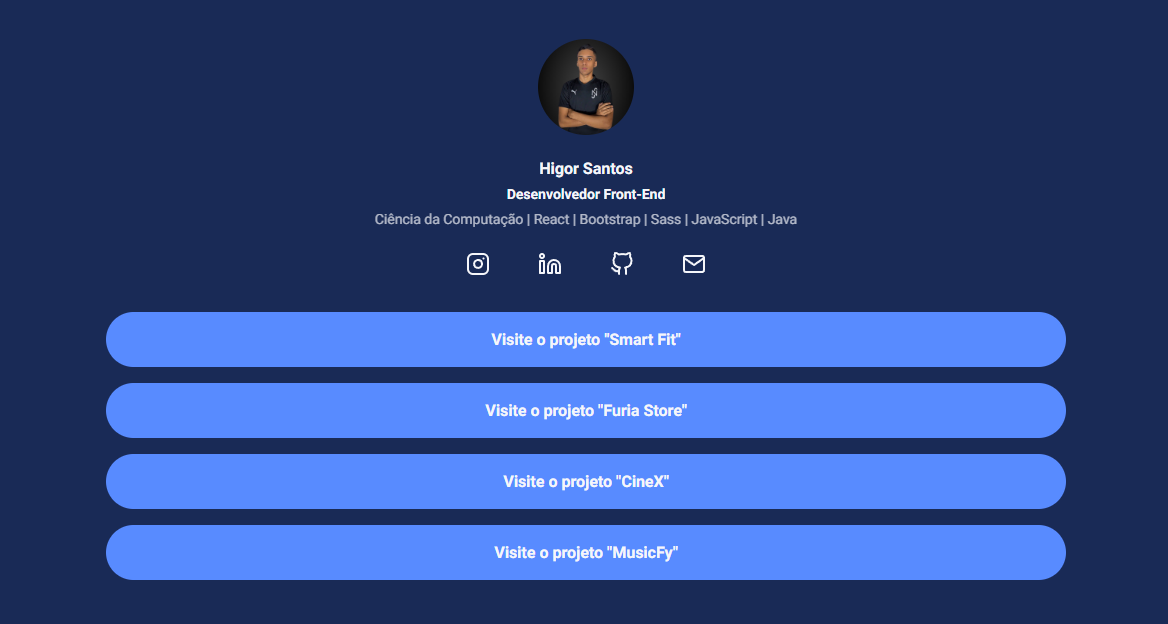 Higor Santos
Desenvolvedor Front-End
Ciência da Computação | React | Bootstrap | Sass | JavaScript | Java
Visite o projeto "Smart Fit"
Visite o projeto "Furia Store"
Visite o projeto "CineX"
Visite o projeto "MusicFy"